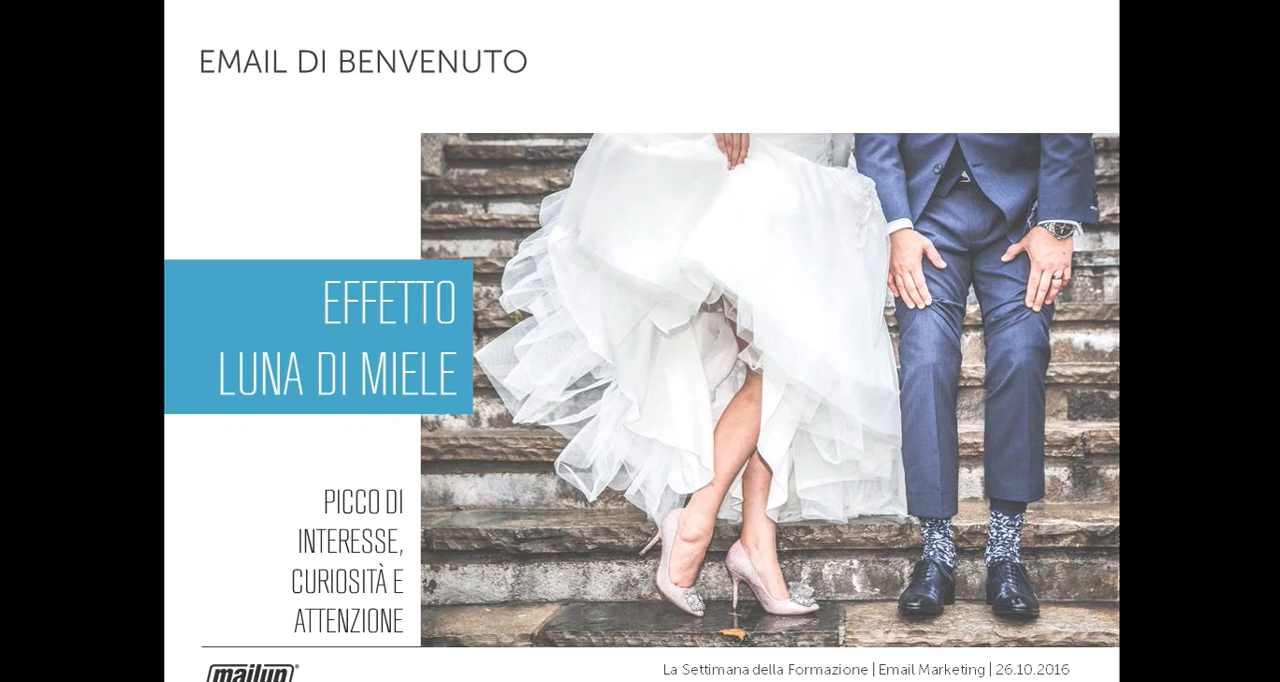 EMAIL DI BENVENUTO
EFFETTO
LUNA DI MIELE
PICCO DI
INTERESSE,
CURIOSITÀ E
ATTENZIONE
mailup®
La Settimana della Formazione | Email Marketing | 26.10.2016